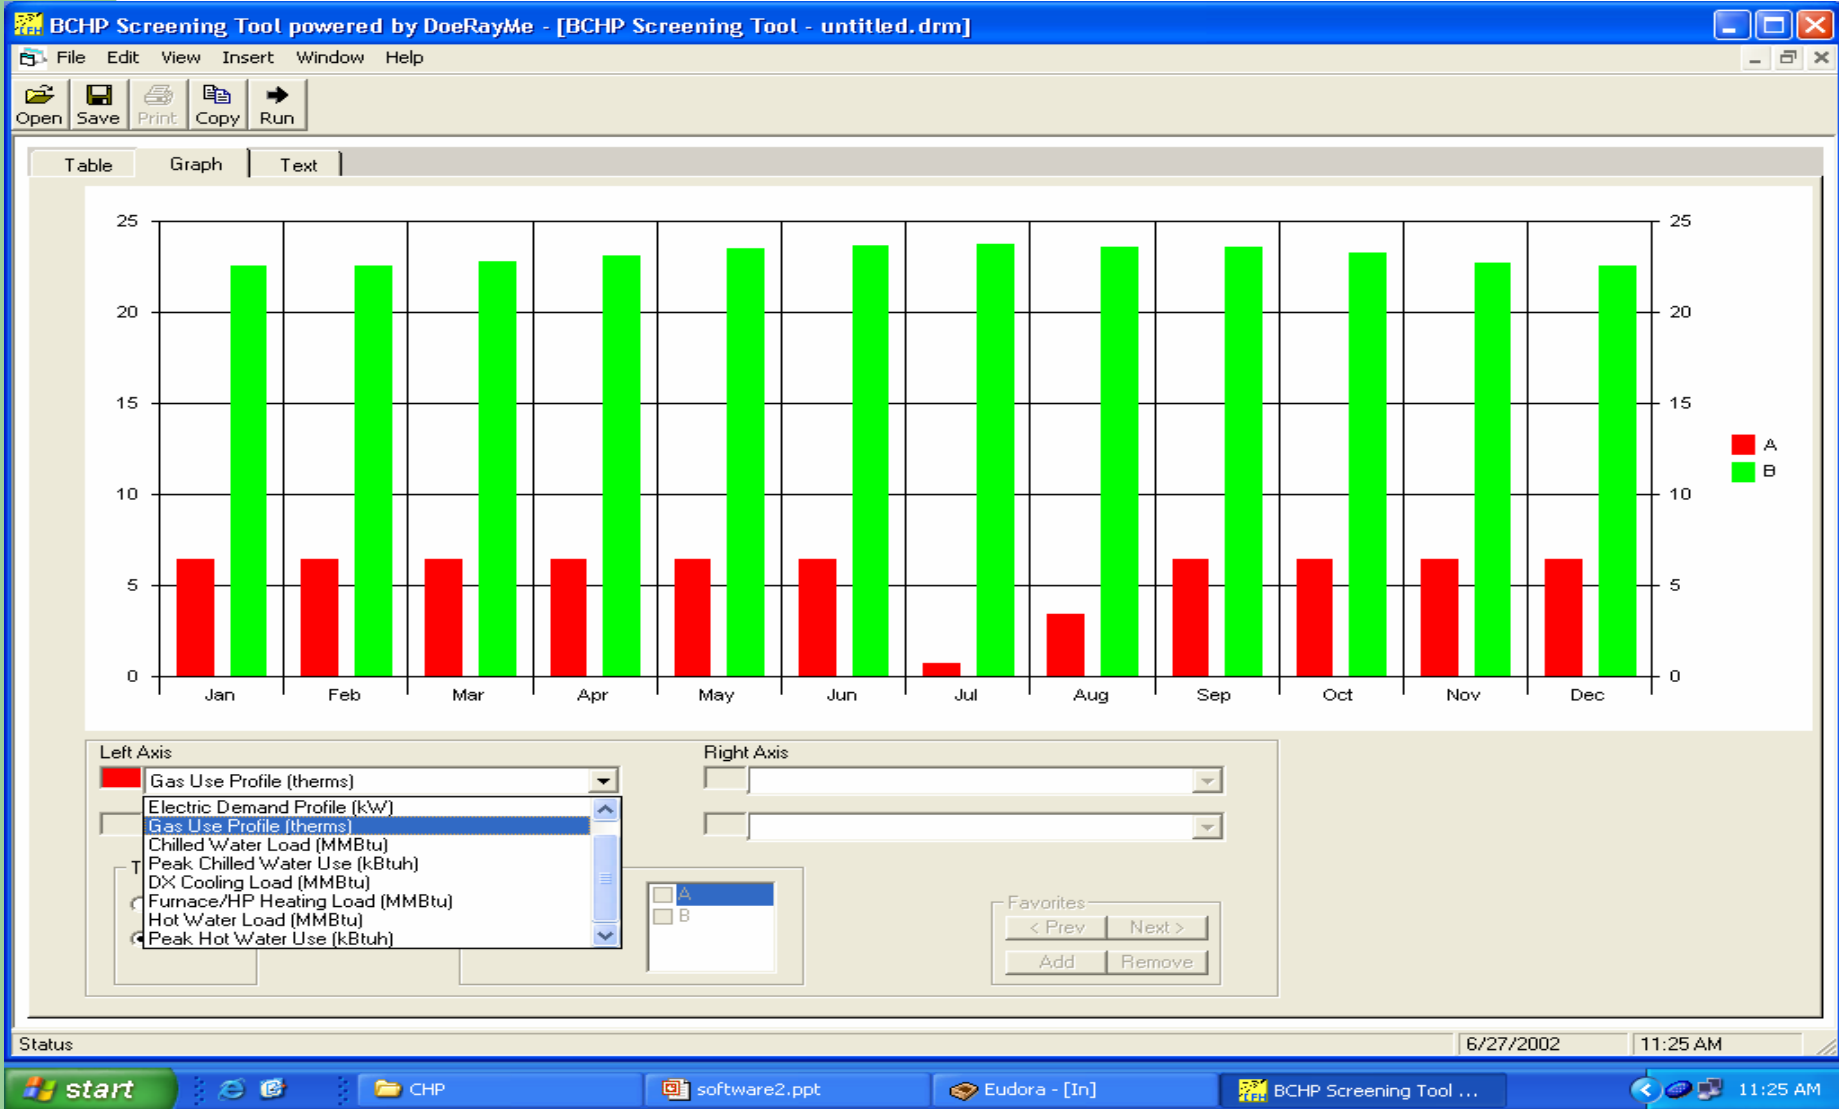 BCHP Screening Tool powered by DoeRayMe - [BCHP Screening Tool - untitled.drm]
File Edit View Insert Window Help
Open Save Print Copy Run
Table Graph Text
25 25
20 20
15 15
A
B
10 10
5 5
0 0
Jan Feb Mar Apr May Jun Jul Aug Sep Oct Nov Dec
Left Axis Right Axis
Gas Use Profile (therms)
Electric Demand Profile (kW)
Gas Use Profile (therms)
Chilled Water Load (MMBtu)
Peak Chilled Water Use (kBtuh)
DX Cooling Load (MMBtu)
Furnace/HP Heating Load (MMBtu)
Hot Water Load (MMBtu)
Peak Hot Water Use (kBtuh)
T
A
B
Favorites
< Prev Next >
Add Remove
Status 6/27/2002 11:25 AM
start CHP software2.ppt Eudora - [In] BCHP Screening Tool ... 11:25 AM